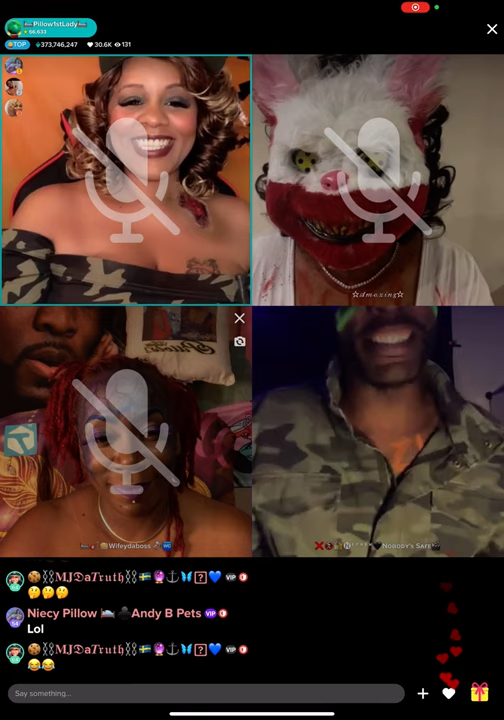 🛏Pillow1stLady🛏
★ 66,633
TOP 373,746,247 ♥ 30.6K 131
☆𝒜𝓂𝒶𝓏𝒾𝓃𝑔☆
Wifeydaboss
Nobody's Safe
🍪⛓MJ𝔇a𝑇𝑟𝑢𝑡ℎ⛓🇸🇪🔮⚓🦋?💙 VIP
🤔🤔🤔
54 Niecy Pillow 🛏 Andy B Pets VIP
Lol
🍪⛓MJ𝔇a𝑇𝑟𝑢𝑡ℎ⛓🇸🇪🔮⚓🦋?💙 VIP
😂😂
Say something...